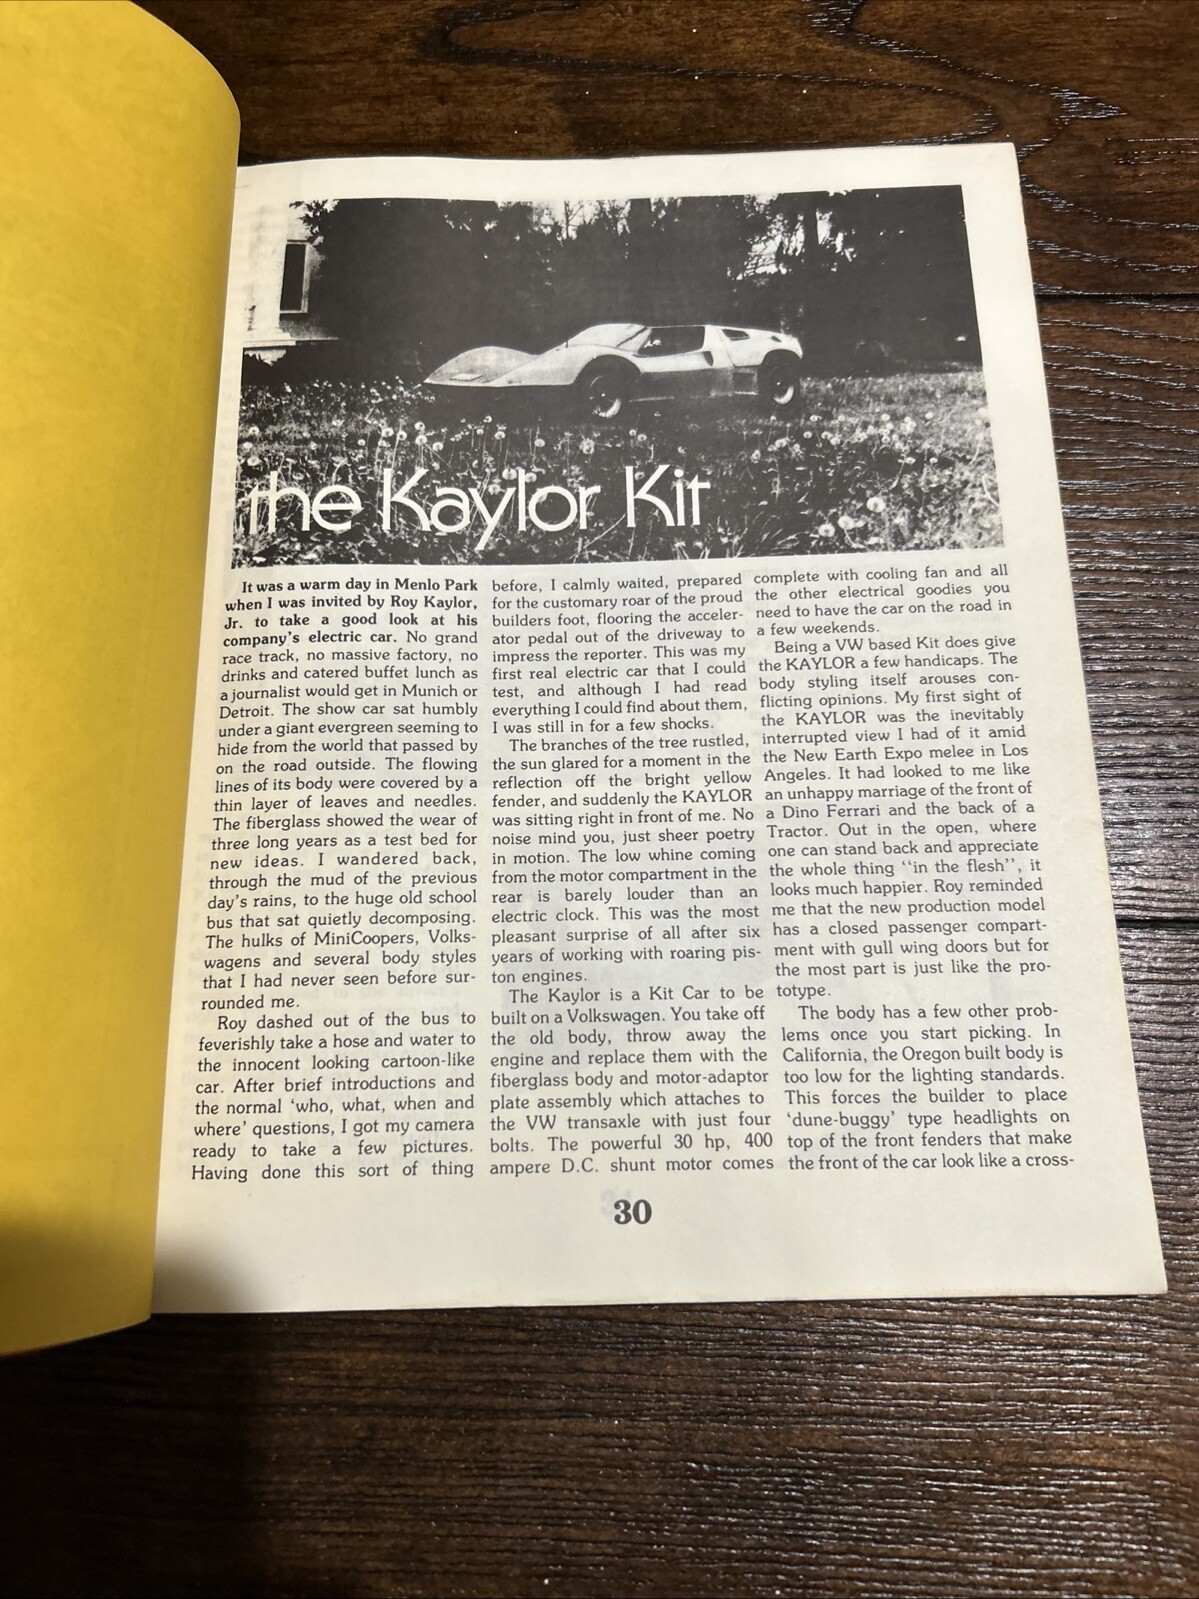 the Kaylor Kit
It was a warm day in Menlo Park
when I was invited by Roy Kaylor,
Jr. to take a good look at his
company's electric car. No grand
race track, no massive factory, no
drinks and catered buffet lunch as
a journalist would get in Munich or
Detroit. The show car sat humbly
under a giant evergreen seeming to
hide from the world that passed by
on the road outside. The flowing
lines of its body were covered by a
thin layer of leaves and needles.
The fiberglass showed the wear of
three long years as a test bed for
new ideas. I wandered back,
through the mud of the previous
day's rains, to the huge old school
bus that sat quietly decomposing.
The hulks of MiniCoopers, Volks-
wagens and several body styles
that I had never seen before sur-
rounded me.
Roy dashed out of the bus to
feverishly take a hose and water to
the innocent looking cartoon-like
car. After brief introductions and
the normal 'who, what, when and
where' questions, I got my camera
ready to take a few pictures.
Having done this sort of thing
before, I calmly waited, prepared
for the customary roar of the proud
builders foot, flooring the acceler-
ator pedal out of the driveway to
impress the reporter. This was my
first real electric car that I could
test, and although I had read
everything I could find about them,
I was still in for a few shocks.
The branches of the tree rustled,
the sun glared for a moment in the
reflection off the bright yellow
fender, and suddenly the KAYLOR
was sitting right in front of me. No
noise mind you, just sheer poetry
in motion. The low whine coming
from the motor compartment in the
rear is barely louder than an
electric clock. This was the most
pleasant surprise of all after six
years of working with roaring pis-
ton engines.
The Kaylor is a Kit Car to be
built on a Volkswagen. You take off
the old body, throw away the
engine and replace them with the
fiberglass body and motor-adaptor
plate assembly which attaches to
the VW transaxle with just four
bolts. The powerful 30 hp, 400
ampere D.C. shunt motor comes
complete with cooling fan and all
the other electrical goodies you
need to have the car on the road in
a few weekends.
Being a VW based Kit does give
the KAYLOR a few handicaps. The
body styling itself arouses con-
flicting opinions. My first sight of
the KAYLOR was the inevitably
interrupted view I had of it amid
the New Earth Expo melee in Los
Angeles. It had looked to me like
an unhappy marriage of the front of
a Dino Ferrari and the back of a
Tractor. Out in the open, where
one can stand back and appreciate
the whole thing "in the flesh", it
looks much happier. Roy reminded
me that the new production model
has a closed passenger compart-
ment with gull wing doors but for
the most part is just like the pro-
totype.
The body has a few other prob-
lems once you start picking. In
California, the Oregon built body is
too low for the lighting standards.
This forces the builder to place
'dune-buggy' type headlights on
top of the front fenders that make
the front of the car look like a cross-
30